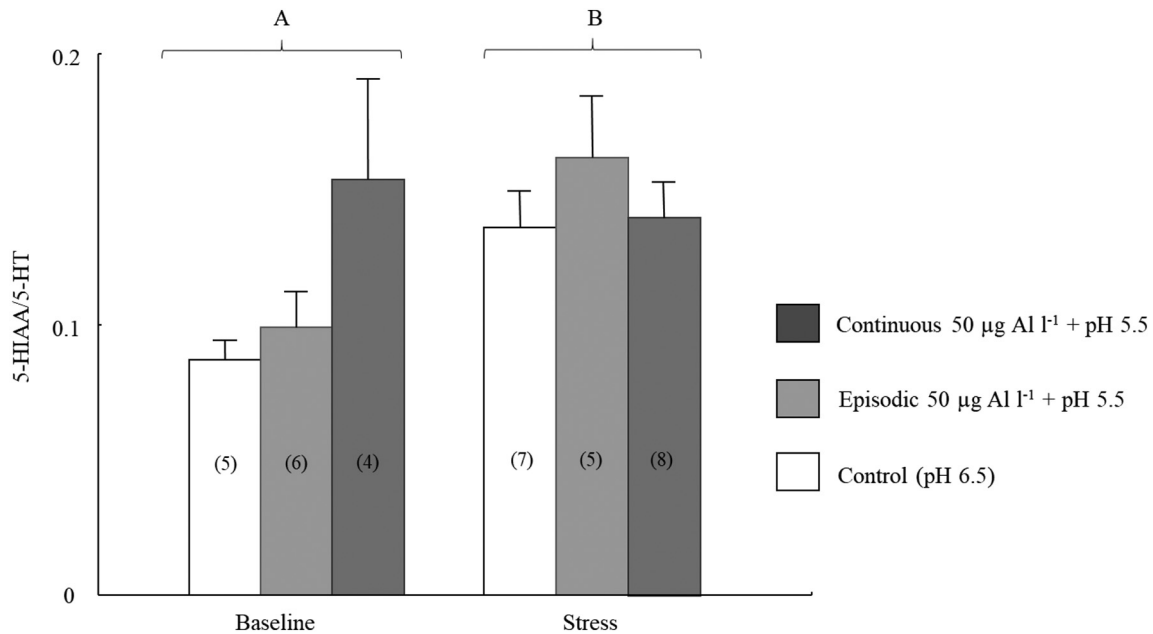 A
B
0.2
5-HIAA/5-HT
0.1
0
(5)
(6)
(4)
(7)
(5)
(8)
Baseline
Stress
Continuous 50 µg Al l⁻¹ + pH 5.5
Episodic 50 µg Al l⁻¹ + pH 5.5
Control (pH 6.5)